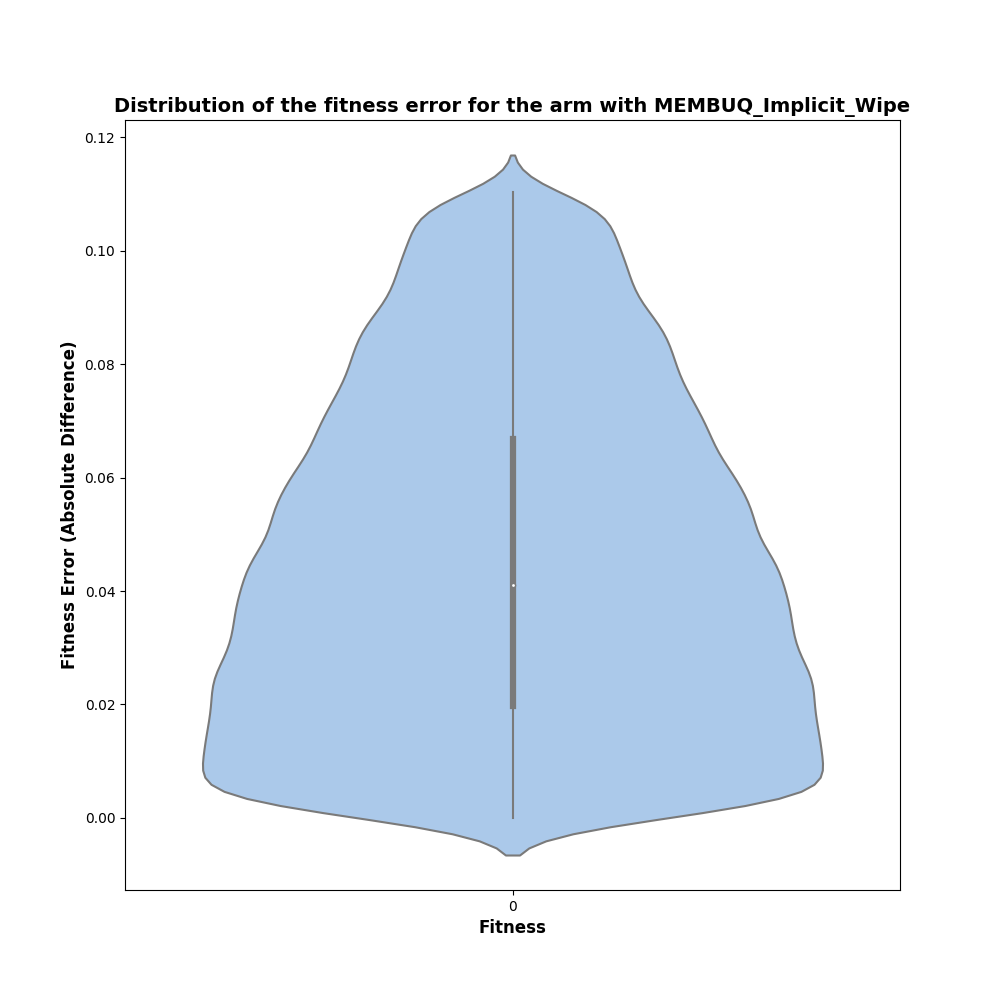 Distribution of the fitness error for the arm with MEMBUQ_Implicit_Wipe
0.12
0.10
0.08
0.06
0.04
0.02
0.00
Fitness Error (Absolute Difference)
0
Fitness